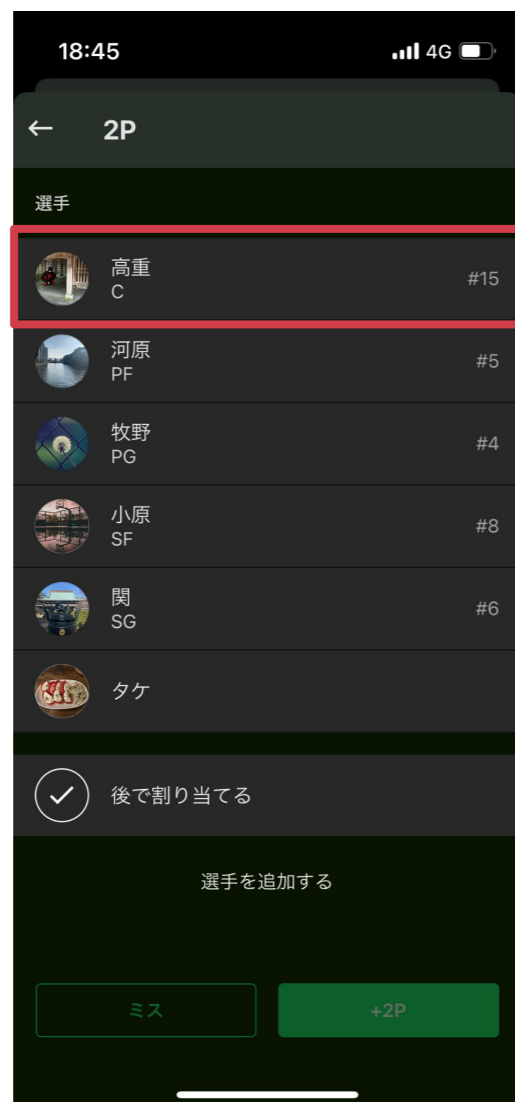 18:45
4G
← 2P
選手
高重
C
#15
河原
PF
#5
牧野
PG
#4
小原
SF
#8
関
SG
#6
タケ
後で割り当てる
選手を追加する
ミス
+2P